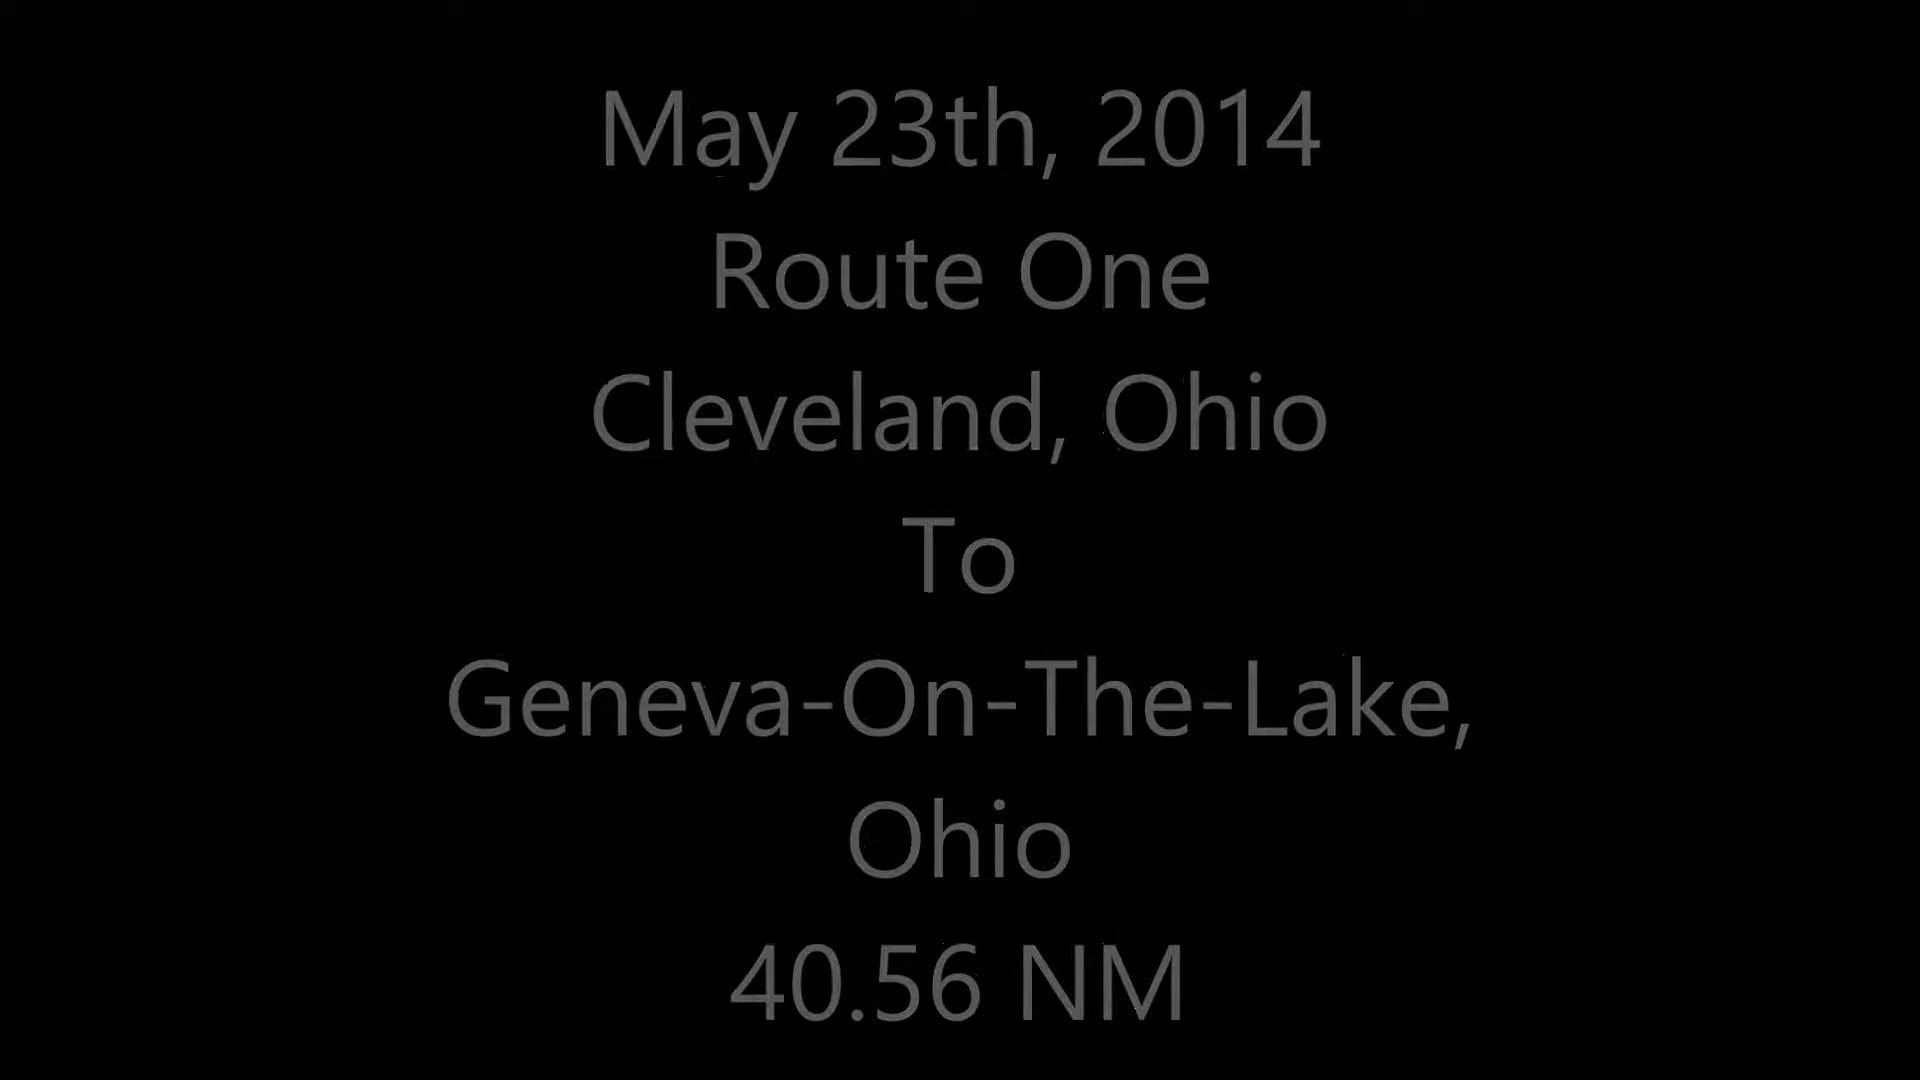 May 23th, 2014
Route One
Cleveland, Ohio
To
Geneva-On-The-Lake,
Ohio
40.56 NM